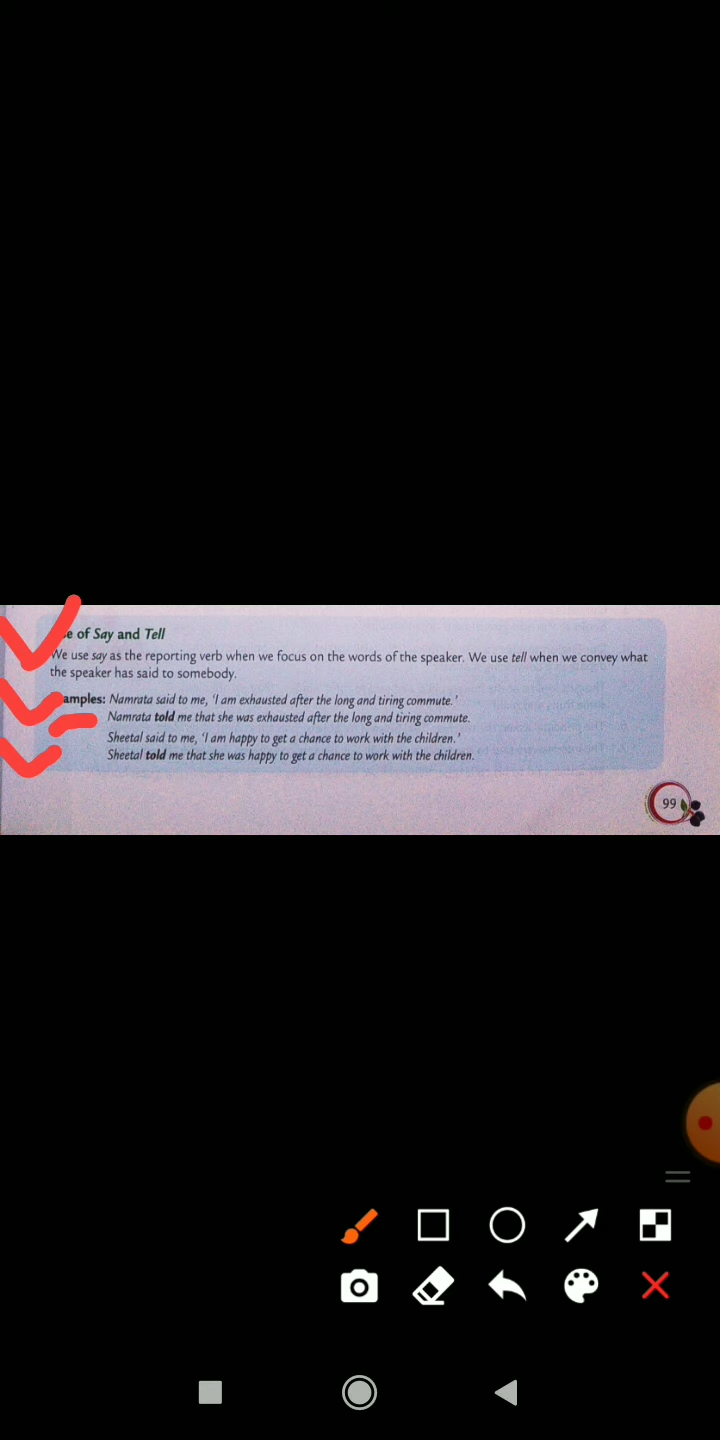 e of Say and Tell
We use say as the reporting verb when we focus on the words of the speaker. We use tell when we convey what
the speaker has said to somebody.
amples: Namrata said to me, 'I am exhausted after the long and tiring commute.'
Namrata told me that she was exhausted after the long and tiring commute.
Sheetal said to me, 'I am happy to get a chance to work with the children.'
Sheetal told me that she was happy to get a chance to work with the children.
99